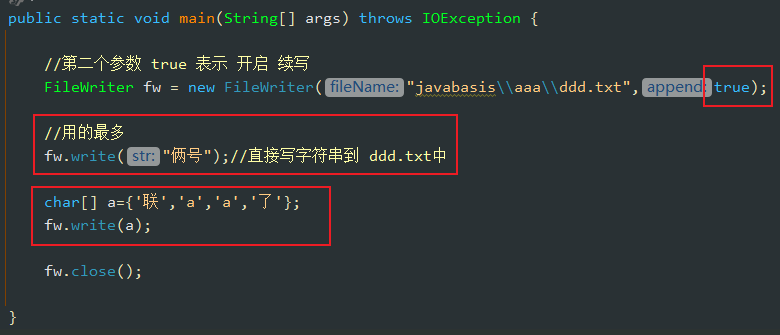 public static void main(String[] args) throws IOException {
//第二个参数 true 表示 开启 续写
FileWriter fw = new FileWriter( fileName: "javabasis\\aaa\\ddd.txt", append: true);
//用的最多
fw.write( str: "俩号");//直接写字符串到 ddd.txt中
char[] a={'联','a','a','了'};
fw.write(a);
fw.close();
}